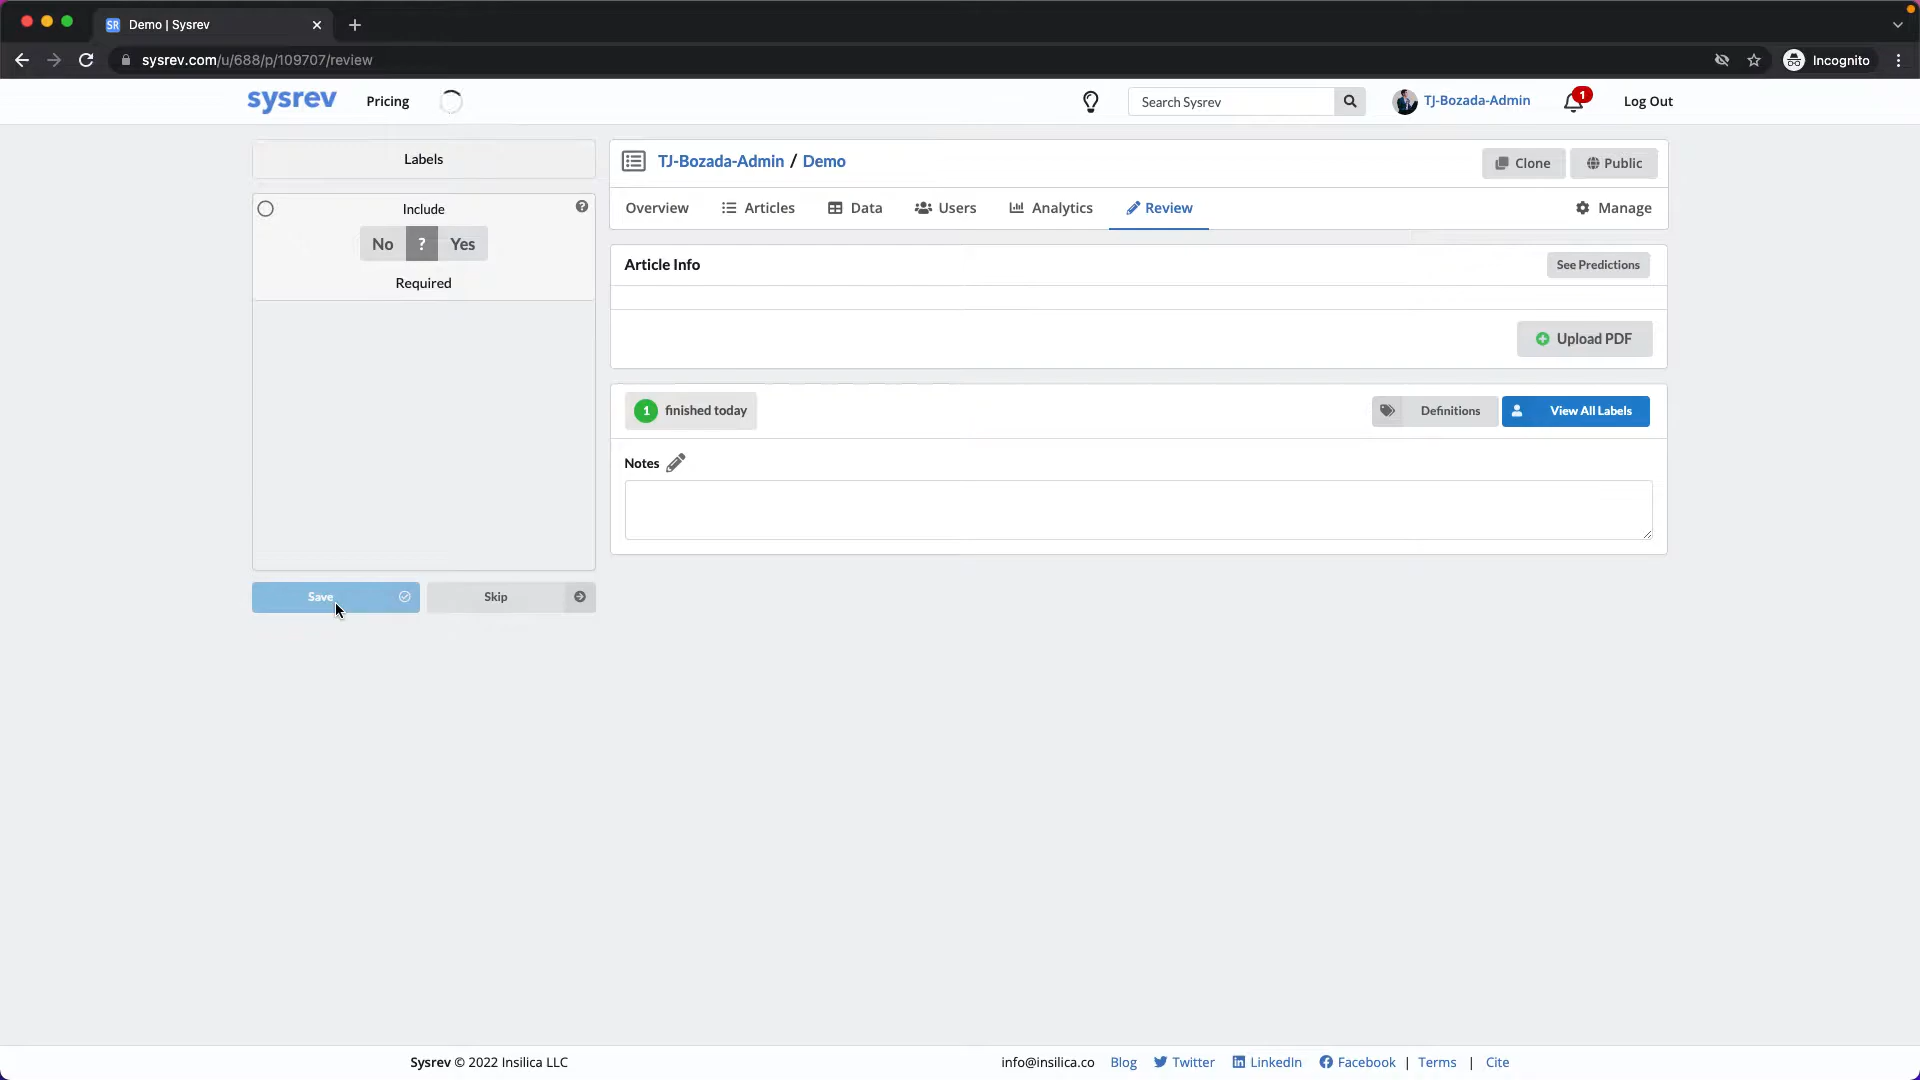 SR Demo | Sysrev
sysrev.com/u/688/p/109707/review
Incognito
sysrev
Pricing
Search Sysrev
TJ-Bozada-Admin
1
Log Out
Labels
Include
No ? Yes
Required
Save
Skip
TJ-Bozada-Admin / Demo
Clone
Public
Overview
Articles
Data
Users
Analytics
Review
Manage
Article Info
See Predictions
Upload PDF
1 finished today
Definitions
View All Labels
Notes
Sysrev © 2022 Insilica LLC
info@insilica.co Blog Twitter LinkedIn Facebook | Terms | Cite